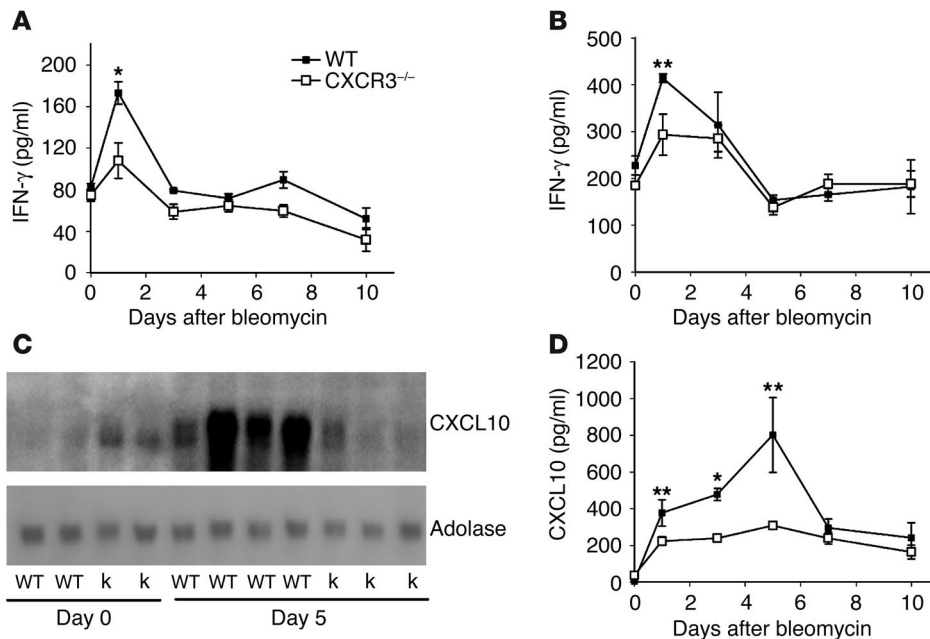 A
200
160
120
80
40
0
IFN-γ (pg/ml)
*
WT
CXCR3–/–
0 2 4 6 8 10
Days after bleomycin
B
500
400
300
200
100
0
IFN-γ (pg/ml)
**
0 2 4 6 8 10
Days after bleomycin
C
CXCL10
Adolase
WT WT k k WT WT WT WT k k k
Day 0 Day 5
D
1200
1000
800
600
400
200
0
CXCL10 (pg/ml)
**
*
**
0 2 4 6 8 10
Days after bleomycin